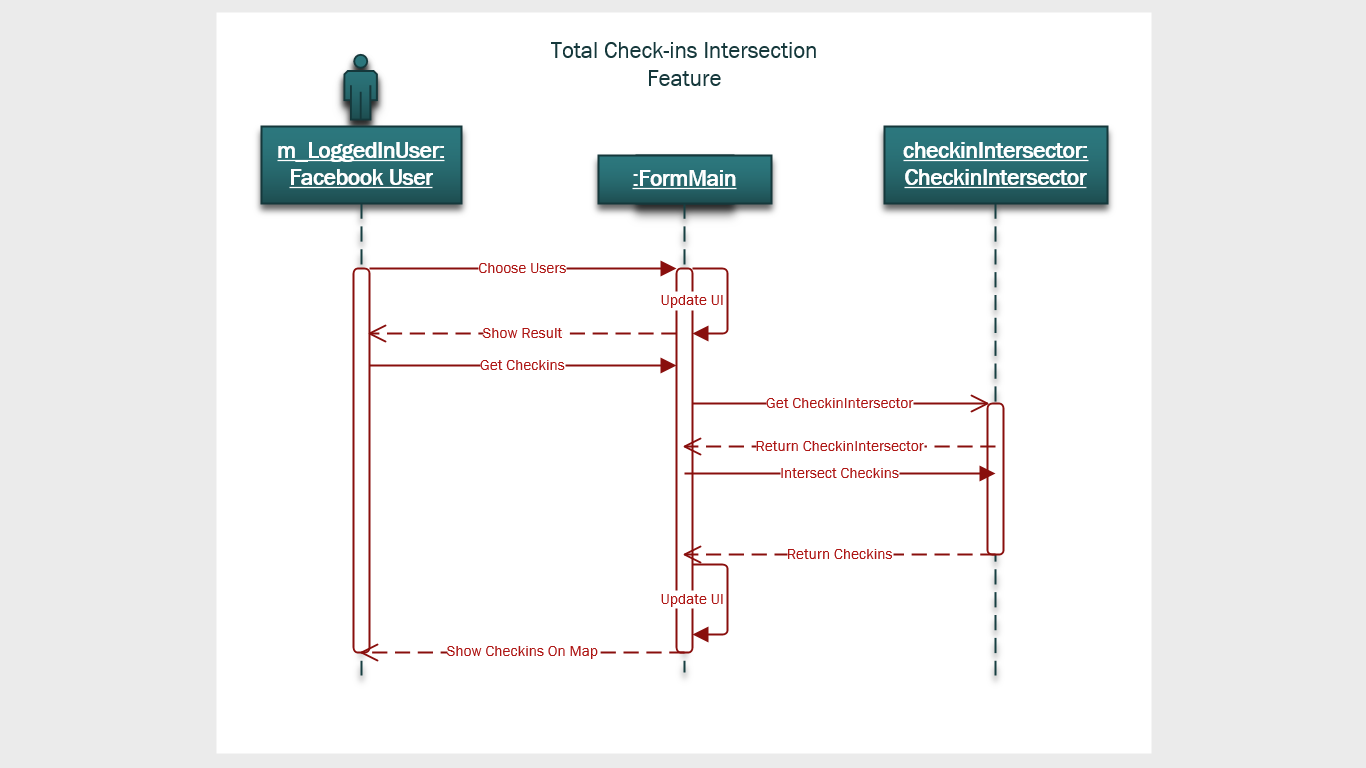 Total Check-ins Intersection
Feature
m_LoggedInUser:
Facebook User
:FormMain
checkinIntersector:
CheckinIntersector
Choose Users
Update UI
Show Result
Get Checkins
Get CheckinIntersector
Return CheckinIntersector
Intersect Checkins
Return Checkins
Update UI
Show Checkins On Map